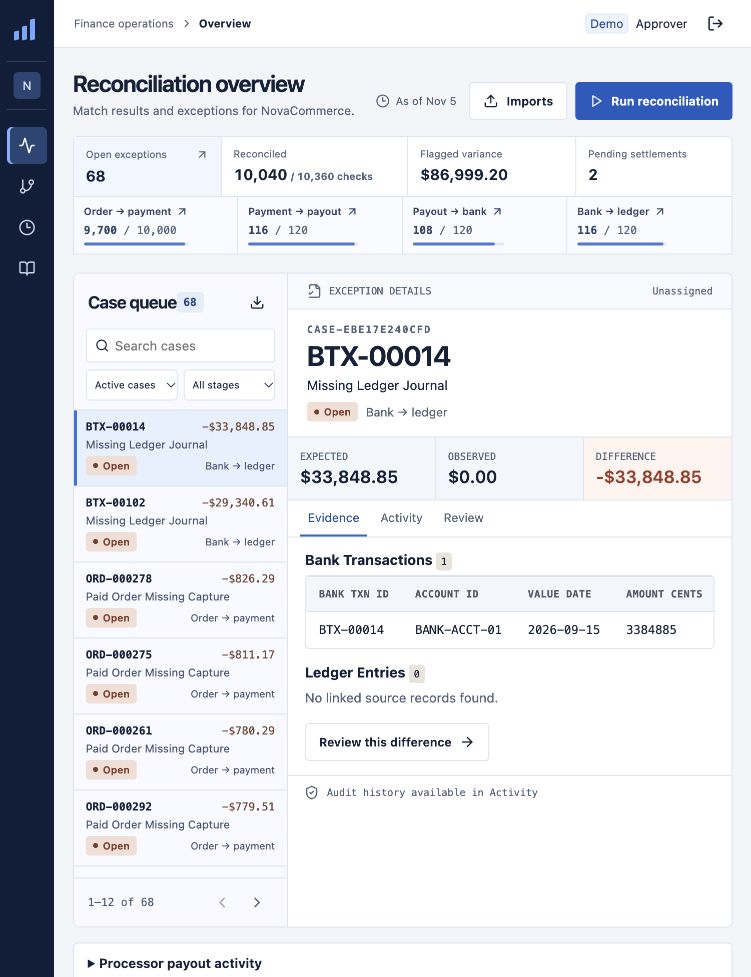 Finance operations > Overview
Demo Approver
N
Reconciliation overview
Match results and exceptions for NovaCommerce.
As of Nov 5
Imports
Run reconciliation
Open exceptions ↗
68
Reconciled
10,040 / 10,360 checks
Flagged variance
$86,999.20
Pending settlements
2
Order → payment ↗
9,700 / 10,000
Payment → payout ↗
116 / 120
Payout → bank ↗
108 / 120
Bank → ledger ↗
116 / 120
Case queue 68
Search cases
Active cases
All stages
BTX-00014 -$33,848.85
Missing Ledger Journal
• Open Bank → ledger
BTX-00102 -$29,340.61
Missing Ledger Journal
• Open Bank → ledger
ORD-000278 -$826.29
Paid Order Missing Capture
• Open Order → payment
ORD-000275 -$811.17
Paid Order Missing Capture
• Open Order → payment
ORD-000261 -$780.29
Paid Order Missing Capture
• Open Order → payment
ORD-000292 -$779.51
Paid Order Missing Capture
• Open Order → payment
1–12 of 68
EXCEPTION DETAILS Unassigned
CASE-EBE17E240CFD
BTX-00014
Missing Ledger Journal
• Open Bank → ledger
EXPECTED
$33,848.85
OBSERVED
$0.00
DIFFERENCE
-$33,848.85
Evidence Activity Review
Bank Transactions 1
BANK TXN ID ACCOUNT ID VALUE DATE AMOUNT CENTS
BTX-00014 BANK-ACCT-01 2026-09-15 3384885
Ledger Entries 0
No linked source records found.
Review this difference →
Audit history available in Activity
▶ Processor payout activity